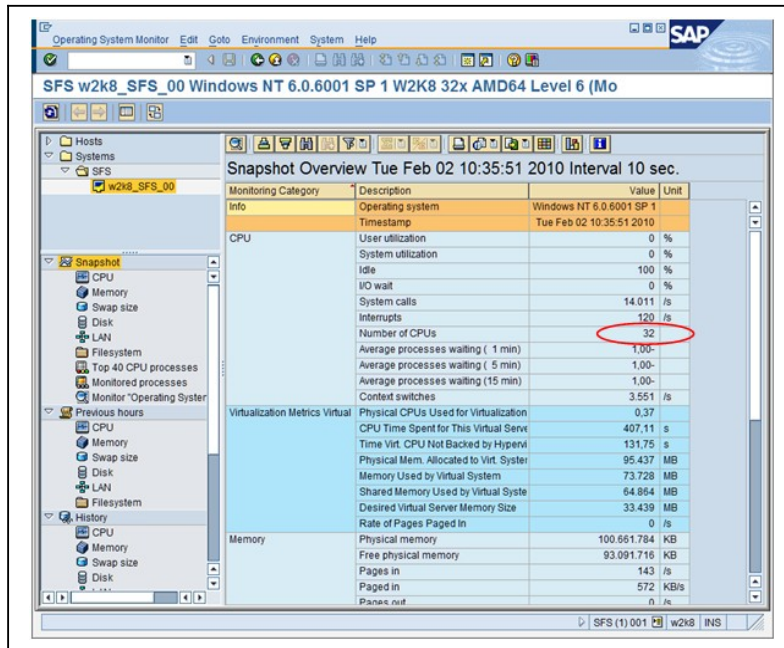 Operating System Monitor Edit Goto Environment System Help
SAP
SFS w2k8_SFS_00 Windows NT 6.0.6001 SP 1 W2K8 32x AMD64 Level 6 (Mo
Hosts
Systems
SFS
w2k8_SFS_00
Snapshot
CPU
Memory
Swap size
Disk
LAN
Filesystem
Top 40 CPU processes
Monitored processes
Monitor "Operating System
Previous hours
CPU
Memory
Swap size
Disk
LAN
Filesystem
History
CPU
Memory
Swap size
Disk
Snapshot Overview Tue Feb 02 10:35:51 2010 Interval 10 sec.
Monitoring Category Description Value Unit
Info Operating system Windows NT 6.0.6001 SP 1
Timestamp Tue Feb 02 10:35:51 2010
CPU User utilization 0 %
System utilization 0 %
Idle 100 %
I/O wait 0 %
System calls 14.011 /s
Interrupts 120 /s
Number of CPUs 32
Average processes waiting ( 1 min) 1,00-
Average processes waiting ( 5 min) 1,00-
Average processes waiting (15 min) 1,00-
Context switches 3.551 /s
Virtualization Metrics Virtual Physical CPUs Used for Virtualization 0,37
CPU Time Spent for This Virtual Serve 407,11 s
Time Virt. CPU Not Backed by Hypervi 131,75 s
Physical Mem. Allocated to Virt. System 95.437 MB
Memory Used by Virtual System 73.728 MB
Shared Memory Used by Virtual Syste 64.864 MB
Desired Virtual Server Memory Size 33.439 MB
Rate of Pages Paged In 0 /s
Memory Physical memory 100.661.784 KB
Free physical memory 93.091.716 KB
Pages in 143 /s
Paged in 572 KB/s
Pages out 0 /s
SFS (1) 001 w2k8 INS